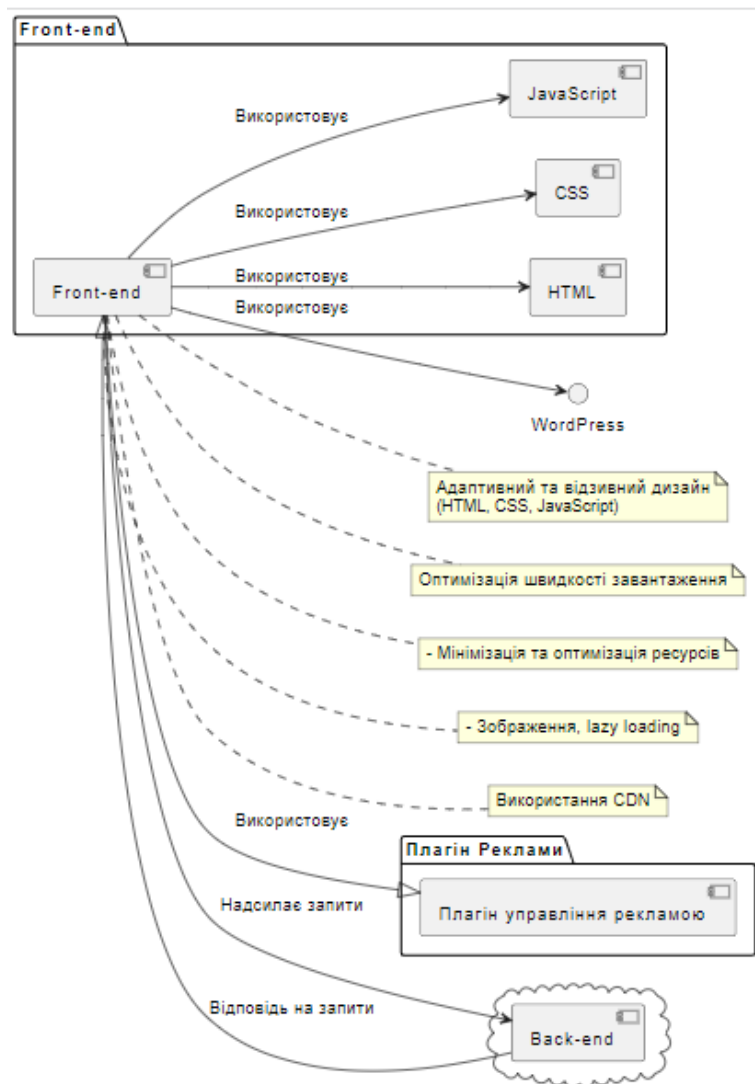 Front-end
JavaScript
Використовує
CSS
Використовує
Використовує
Front-end
HTML
Використовує
WordPress
Адаптивний та відзивний дизайн
(HTML, CSS, JavaScript)
Оптимізація швидкості завантаження
- Мінімізація та оптимізація ресурсів
- Зображення, lazy loading
Використання CDN
Використовує
Плагін Реклами
Плагін управління рекламою
Надсилає запити
Відповідь на запити
Back-end